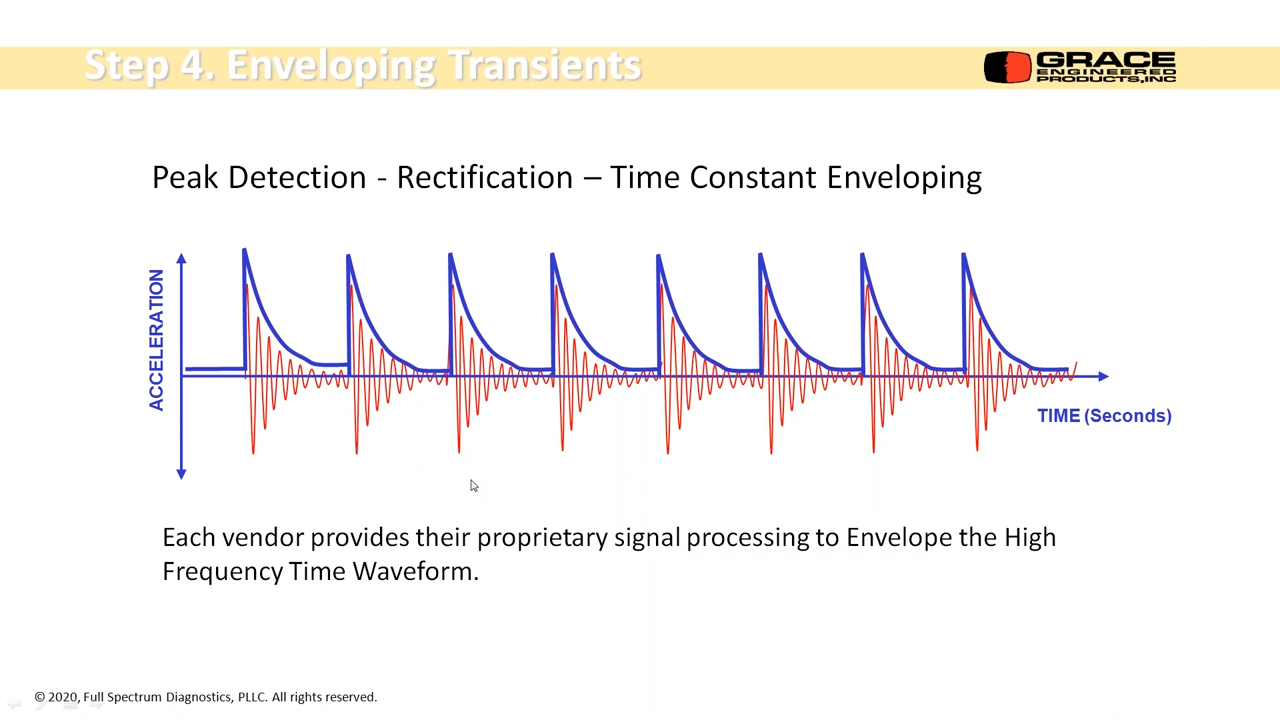 Step 4. Enveloping Transients
GRACE
ENGINEERED
PRODUCTS, INC
Peak Detection - Rectification – Time Constant Enveloping
ACCELERATION
TIME (Seconds)
Each vendor provides their proprietary signal processing to Envelope the High
Frequency Time Waveform.
© 2020, Full Spectrum Diagnostics, PLLC. All rights reserved.